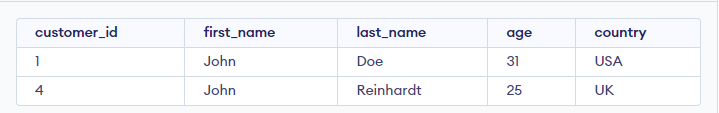 customer_id first_name last_name age country
1 John Doe 31 USA
4 John Reinhardt 25 UK